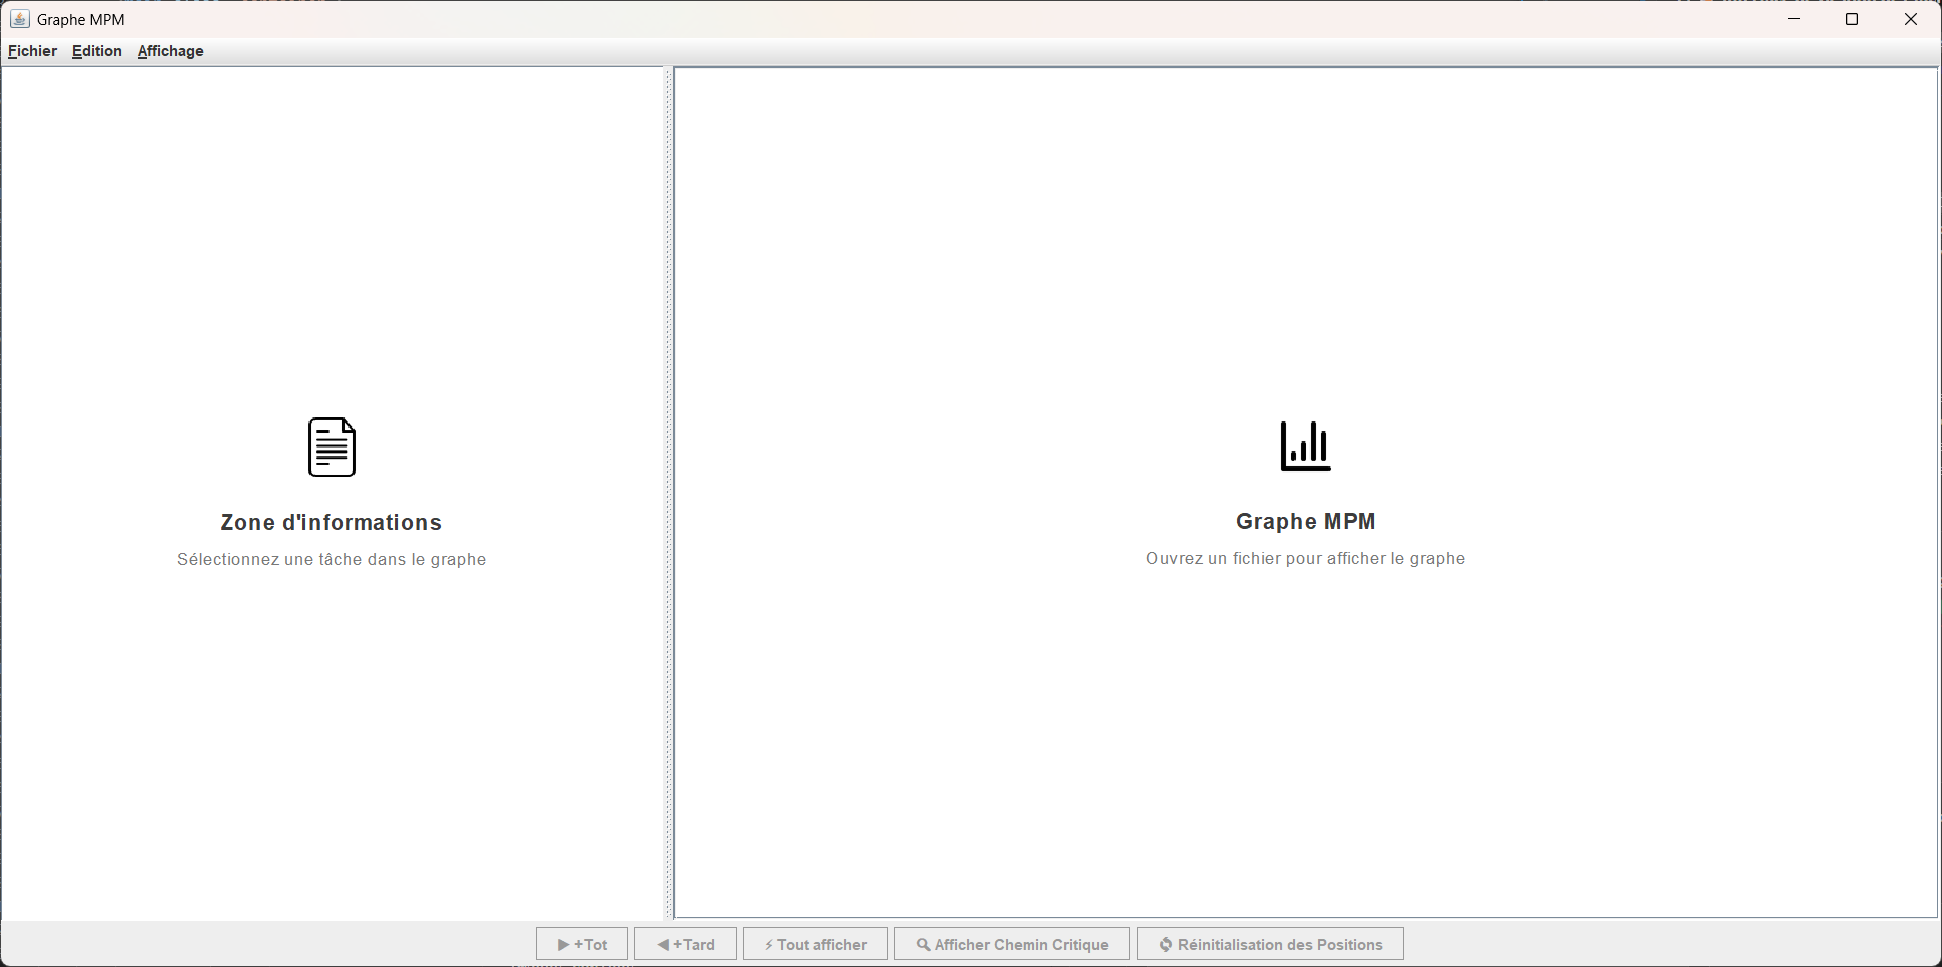 Graphe MPM
Fichier Edition Affichage
Zone d'informations
Sélectionnez une tâche dans le graphe
Graphe MPM
Ouvrez un fichier pour afficher le graphe
▶ +Tot ◀ +Tard ⚡ Tout afficher 🔍 Afficher Chemin Critique 🔄 Réinitialisation des Positions